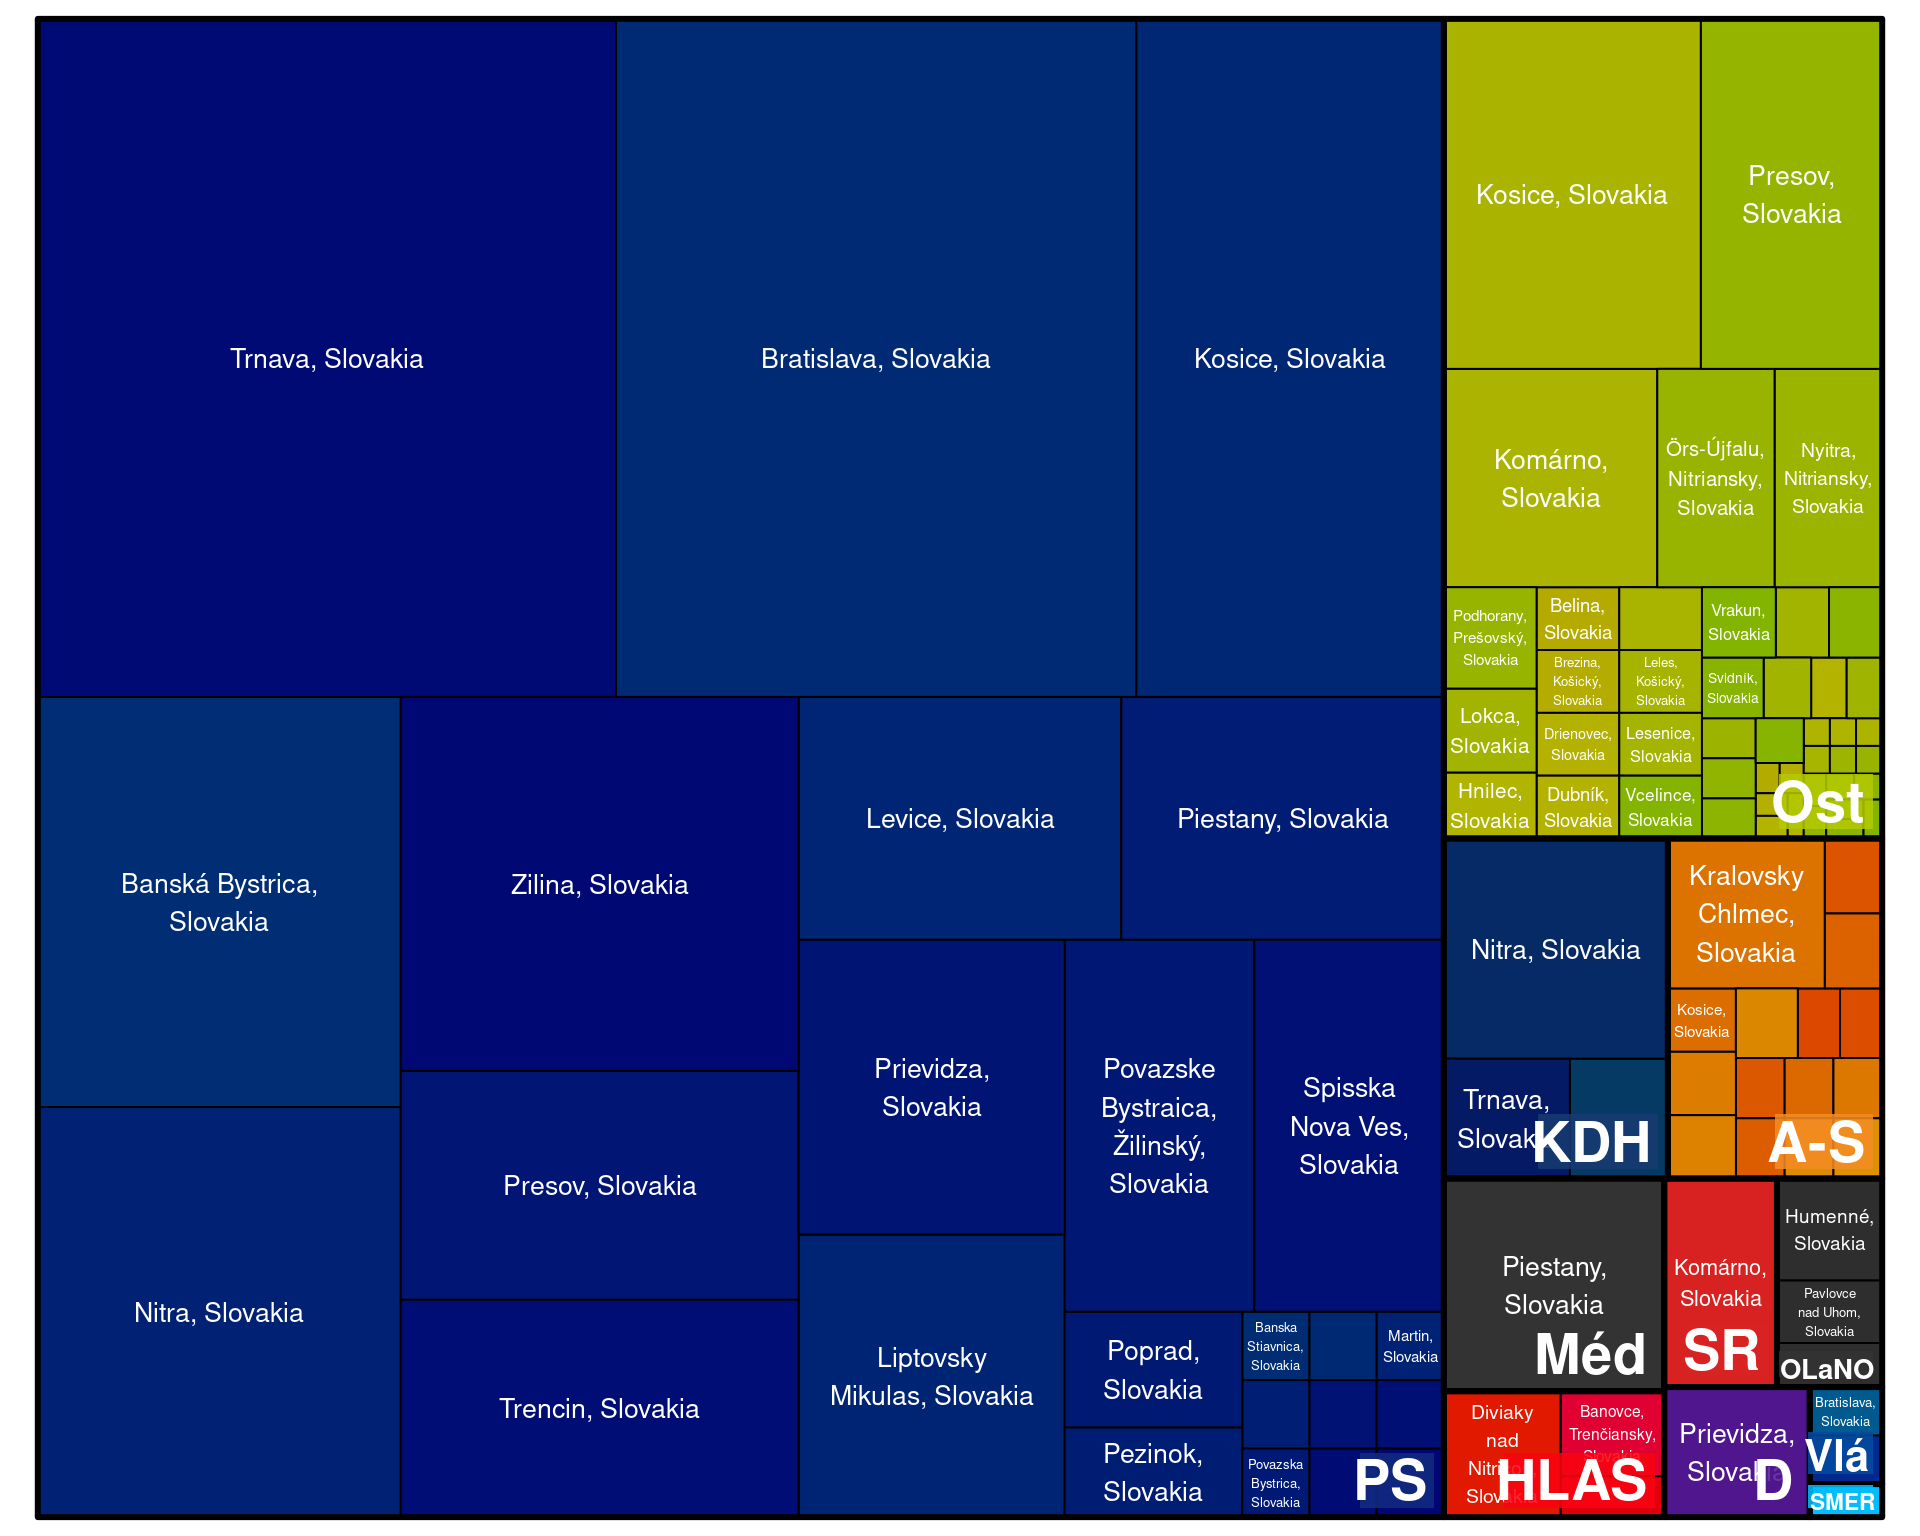 Trnava, Slovakia
Bratislava, Slovakia
Kosice, Slovakia
Banská Bystrica,
Slovakia
Zilina, Slovakia
Levice, Slovakia
Piestany, Slovakia
Nitra, Slovakia
Presov, Slovakia
Trencin, Slovakia
Prievidza,
Slovakia
Povazske
Bystraica,
Žilinský,
Slovakia
Spisska
Nova Ves,
Slovakia
Liptovsky
Mikulas, Slovakia
Poprad,
Slovakia
Pezinok,
Slovakia
Banska
Stiavnica,
Slovakia
Martin,
Slovakia
Povazska
Bystrica,
Slovakia
PS
Kosice, Slovakia
Presov,
Slovakia
Komárno,
Slovakia
Örs-Újfalu,
Nitriansky,
Slovakia
Nyitra,
Nitriansky,
Slovakia
Podhorany,
Prešovský,
Slovakia
Lokca,
Slovakia
Hnilec,
Slovakia
Belina,
Slovakia
Brezina,
Košický,
Slovakia
Drienovec,
Slovakia
Dubník,
Slovakia
Leles,
Košický,
Slovakia
Lesenice,
Slovakia
Vcelince,
Slovakia
Vrakun,
Slovakia
Svidník,
Slovakia
Ost
Nitra, Slovakia
Trnava,
Slovakia
KDH
Kralovsky
Chlmec,
Slovakia
Kosice,
Slovakia
A-S
Piestany,
Slovakia
Méd
Komárno,
Slovakia
SR
Humenné,
Slovakia
Pavlovce
nad Uhom,
Slovakia
OLaNO
Diviaky
nad
Slovakia
Banovce,
Trenčiansky,
Slovakia
HLAS
Prievidza,
Slovakia
D
Bratislava,
Slovakia
Vlá
SMER